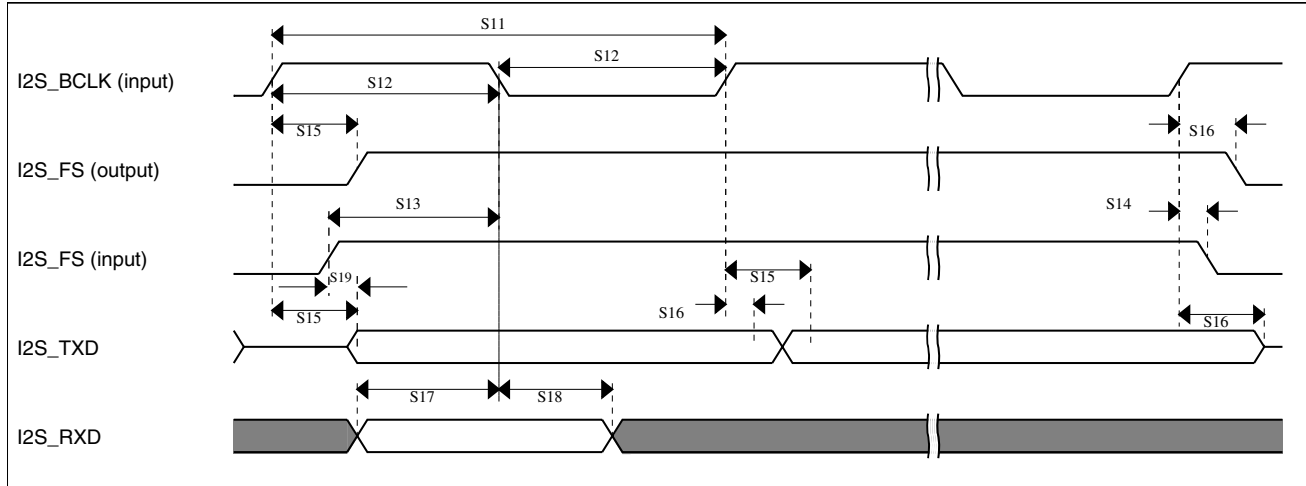 S11
S12
I2S_BCLK (input)
S12
S15
S16
I2S_FS (output)
S13
S14
I2S_FS (input)
S19
S15
S15
S16
S16
I2S_TXD
S17
S18
I2S_RXD